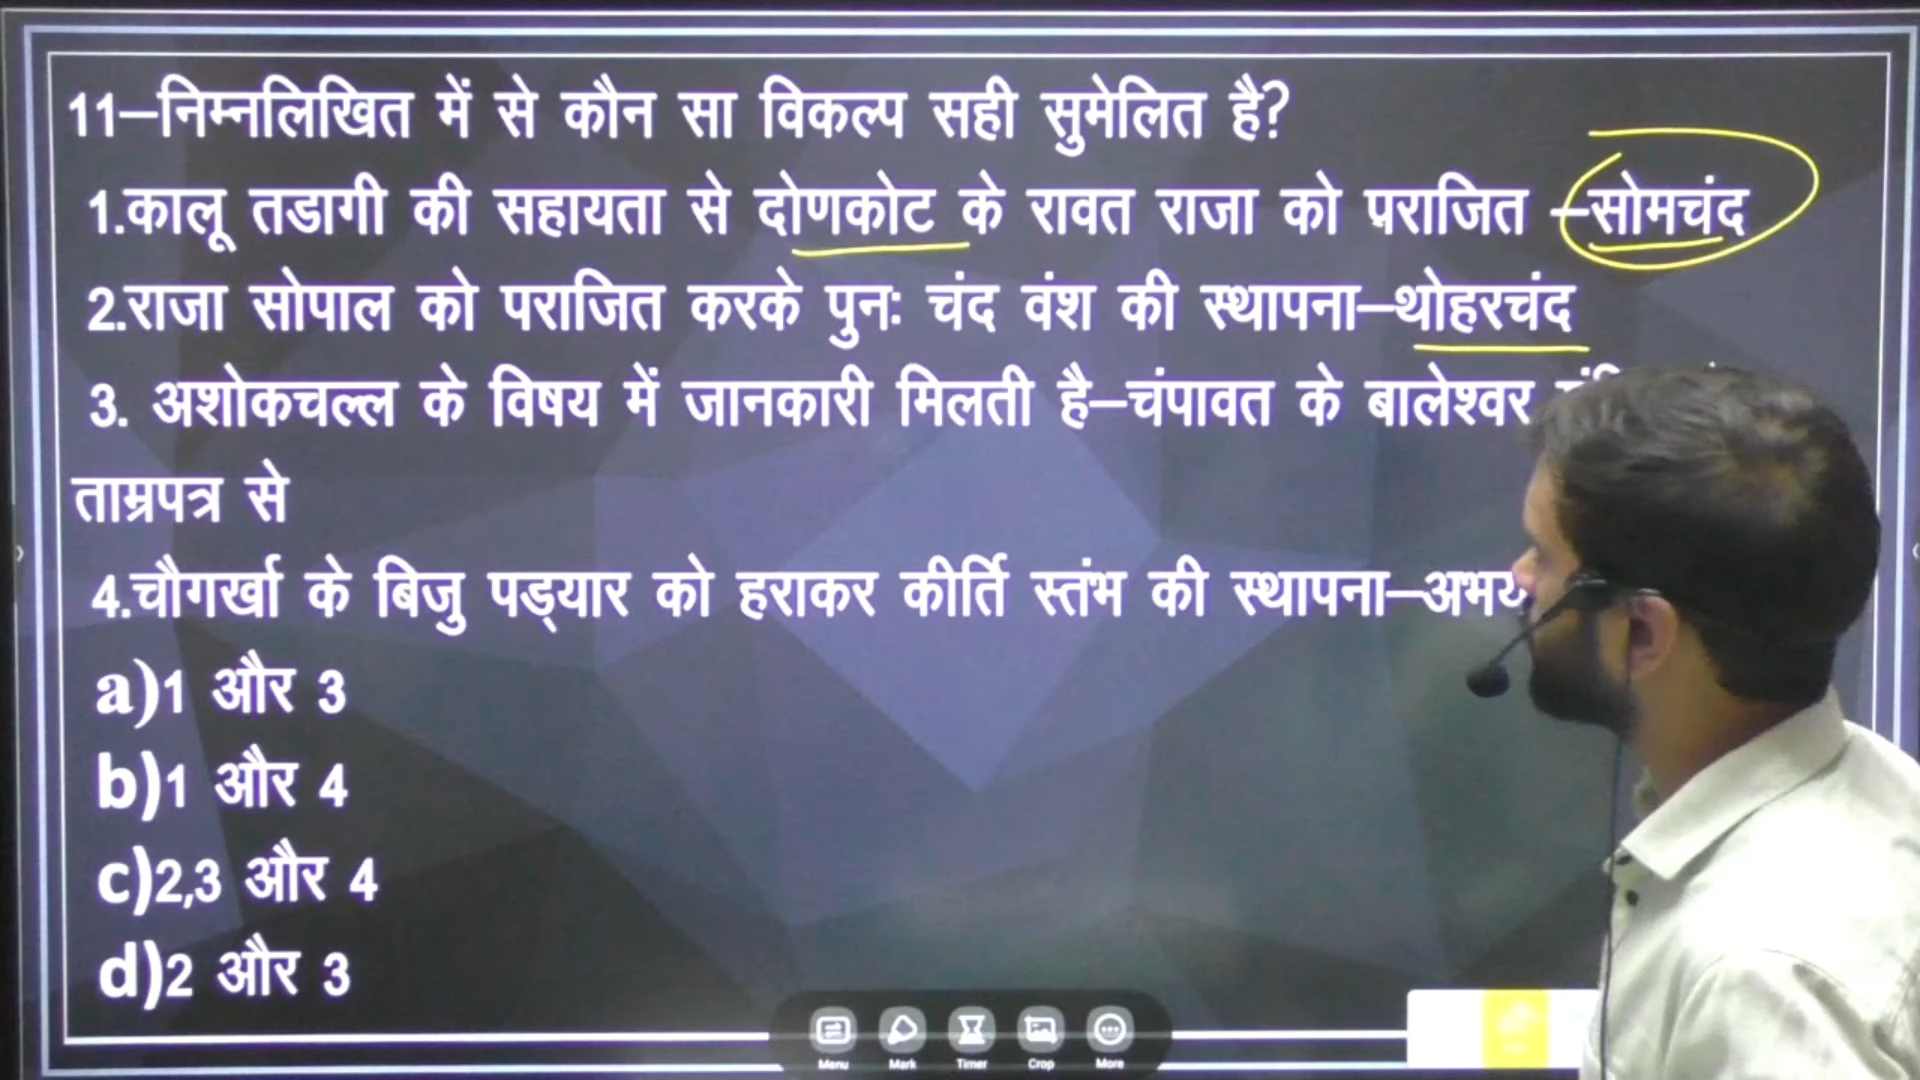 11–निम्नलिखित में से कौन सा विकल्प सही सुमेलित है?
1.कालू तडागी की सहायता से दोणकोट के रावत राजा को पराजित –सोमचंद
2.राजा सोपाल को पराजित करके पुनः चंद वंश की स्थापना–थोहरचंद
3. अशोकचल्ल के विषय में जानकारी मिलती है–चंपावत के बालेश्वर
ताम्रपत्र से
4.चौगर्खा के बिजु पड्यार को हराकर कीर्ति स्तंभ की स्थापना–अभय
a)1 और 3
b)1 और 4
c)2,3 और 4
d)2 और 3
Menu Mark Timer Crop More